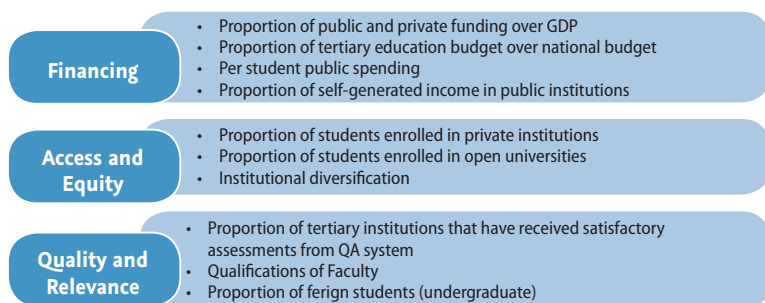 Financing
• Proportion of public and private funding over GDP
• Proportion of tertiary education budget over national budget
• Per student public spending
• Proportion of self-generated income in public institutions
Access and
Equity
• Proportion of students enrolled in private institutions
• Proportion of students enrolled in open universities
• Institutional diversification
Quality and
Relevance
• Proportion of tertiary institutions that have received satisfactory
assessments from QA system
• Qualifications of Faculty
• Proportion of ferign students (undergraduate)